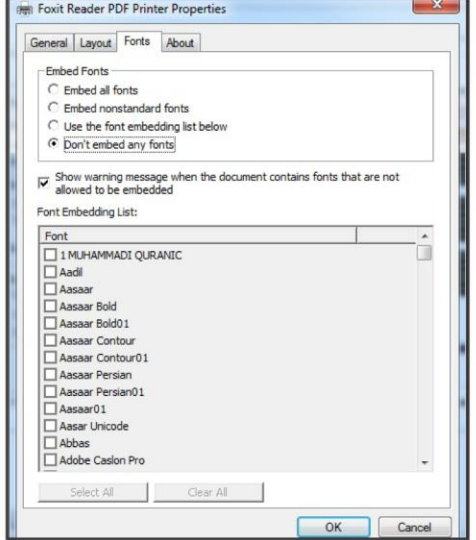 Foxit Reader PDF Printer Properties
General Layout Fonts About
Embed Fonts
Embed all fonts
Embed nonstandard fonts
Use the font embedding list below
Don't embed any fonts
Show warning message when the document contains fonts that are not
allowed to be embedded
Font Embedding List:
Font
1 MUHAMMADI QURANIC
Aadil
Aasaar
Aasaar Bold
Aasaar Bold01
Aasaar Contour
Aasaar Contour01
Aasaar Persian
Aasaar Persian01
Aasaar01
Aasar Unicode
Abbas
Adobe Caslon Pro
Select All Clear All
OK Cancel